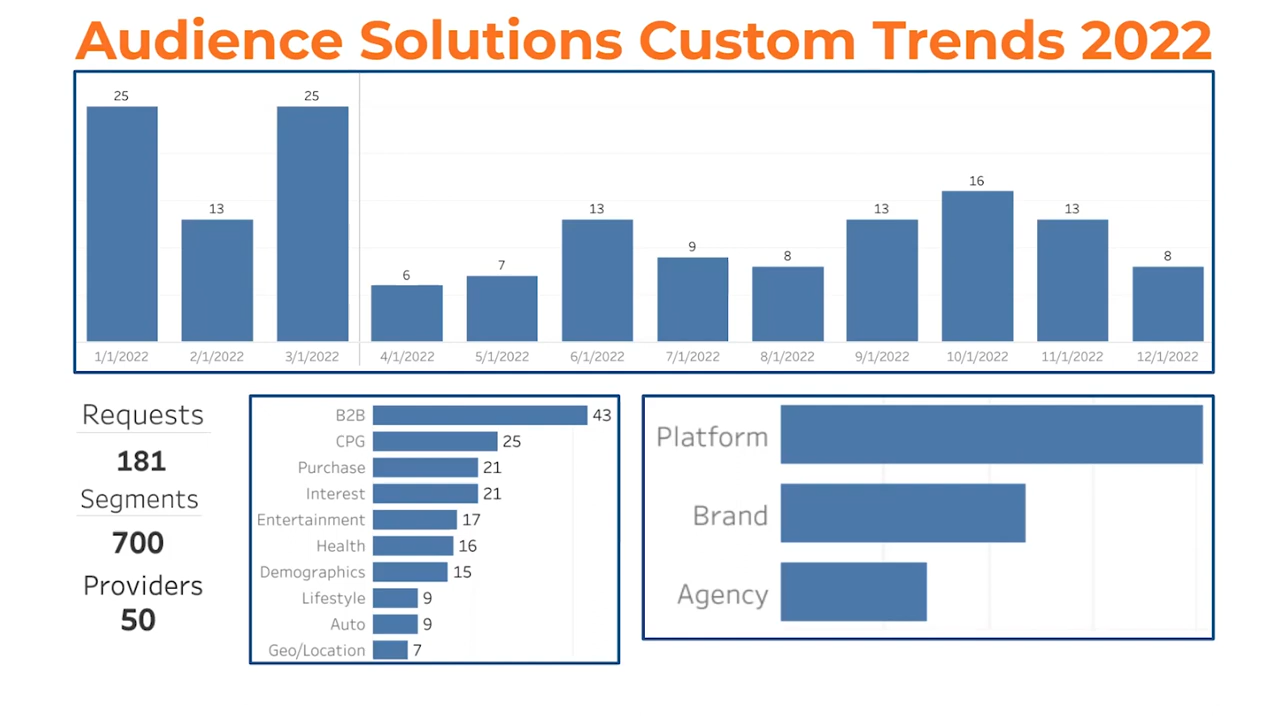 Audience Solutions Custom Trends 2022
25
13
25
6
7
13
9
8
13
16
13
8
1/1/2022
2/1/2022
3/1/2022
4/1/2022
5/1/2022
6/1/2022
7/1/2022
8/1/2022
9/1/2022
10/1/2022
11/1/2022
12/1/2022
Requests
181
Segments
700
Providers
50
B2B 43
CPG 25
Purchase 21
Interest 21
Entertainment 17
Health 16
Demographics 15
Lifestyle 9
Auto 9
Geo/Location 7
Platform
Brand
Agency